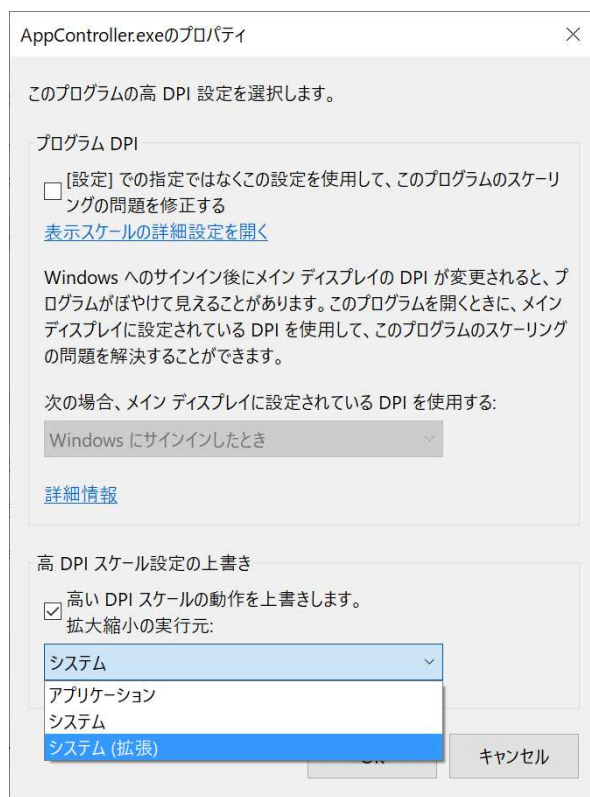 AppController.exeのプロパティ
このプログラムの高 DPI 設定を選択します。
プログラム DPI
[設定] での指定ではなくこの設定を使用して、このプログラムのスケーリ
ングの問題を修正する
表示スケールの詳細設定を開く
Windows へのサインイン後にメイン ディスプレイの DPI が変更されると、プ
ログラムがぼやけて見えることがあります。このプログラムを開くときに、メイン
ディスプレイに設定されている DPI を使用して、このプログラムのスケーリング
の問題を解決することができます。
次の場合、メイン ディスプレイに設定されている DPI を使用する:
Windows にサインインしたとき
詳細情報
高 DPI スケール設定の上書き
高い DPI スケールの動作を上書きします。
拡大縮小の実行元:
システム
アプリケーション
システム
システム (拡張)
キャンセル